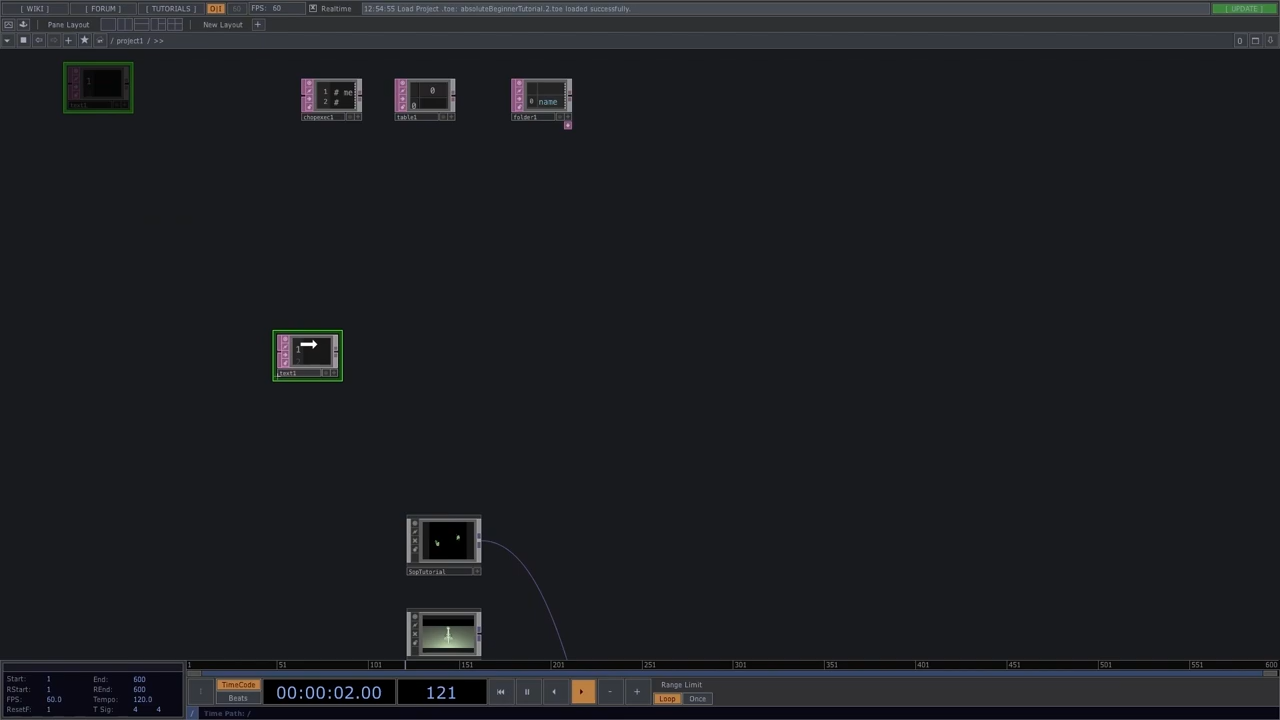 [ WIKI ] [ FORUM ] [ TUTORIALS ] O|I 60 FPS: 60 Realtime 12:54:55 Load Project .toe: absoluteBeginnerTutorial.2.toe loaded successfully. [ UPDATE ]
Pane Layout New Layout +
/ project1 / >>
1
text1
1 # me
2 #
chopexec1
0
0
table1
0 name
folder1
1
text1
SopTutorial
1 51 101 151 201 251 301 351 401 451 501 551 600
Start: 1 End: 600
RStart: 1 REnd: 600
FPS: 60.0 Tempo: 120.0
ResetF: 1 T Sig: 4 4
TimeCode
Beats
00:00:02.00
121
Range Limit
Loop Once
/ Time Path: /